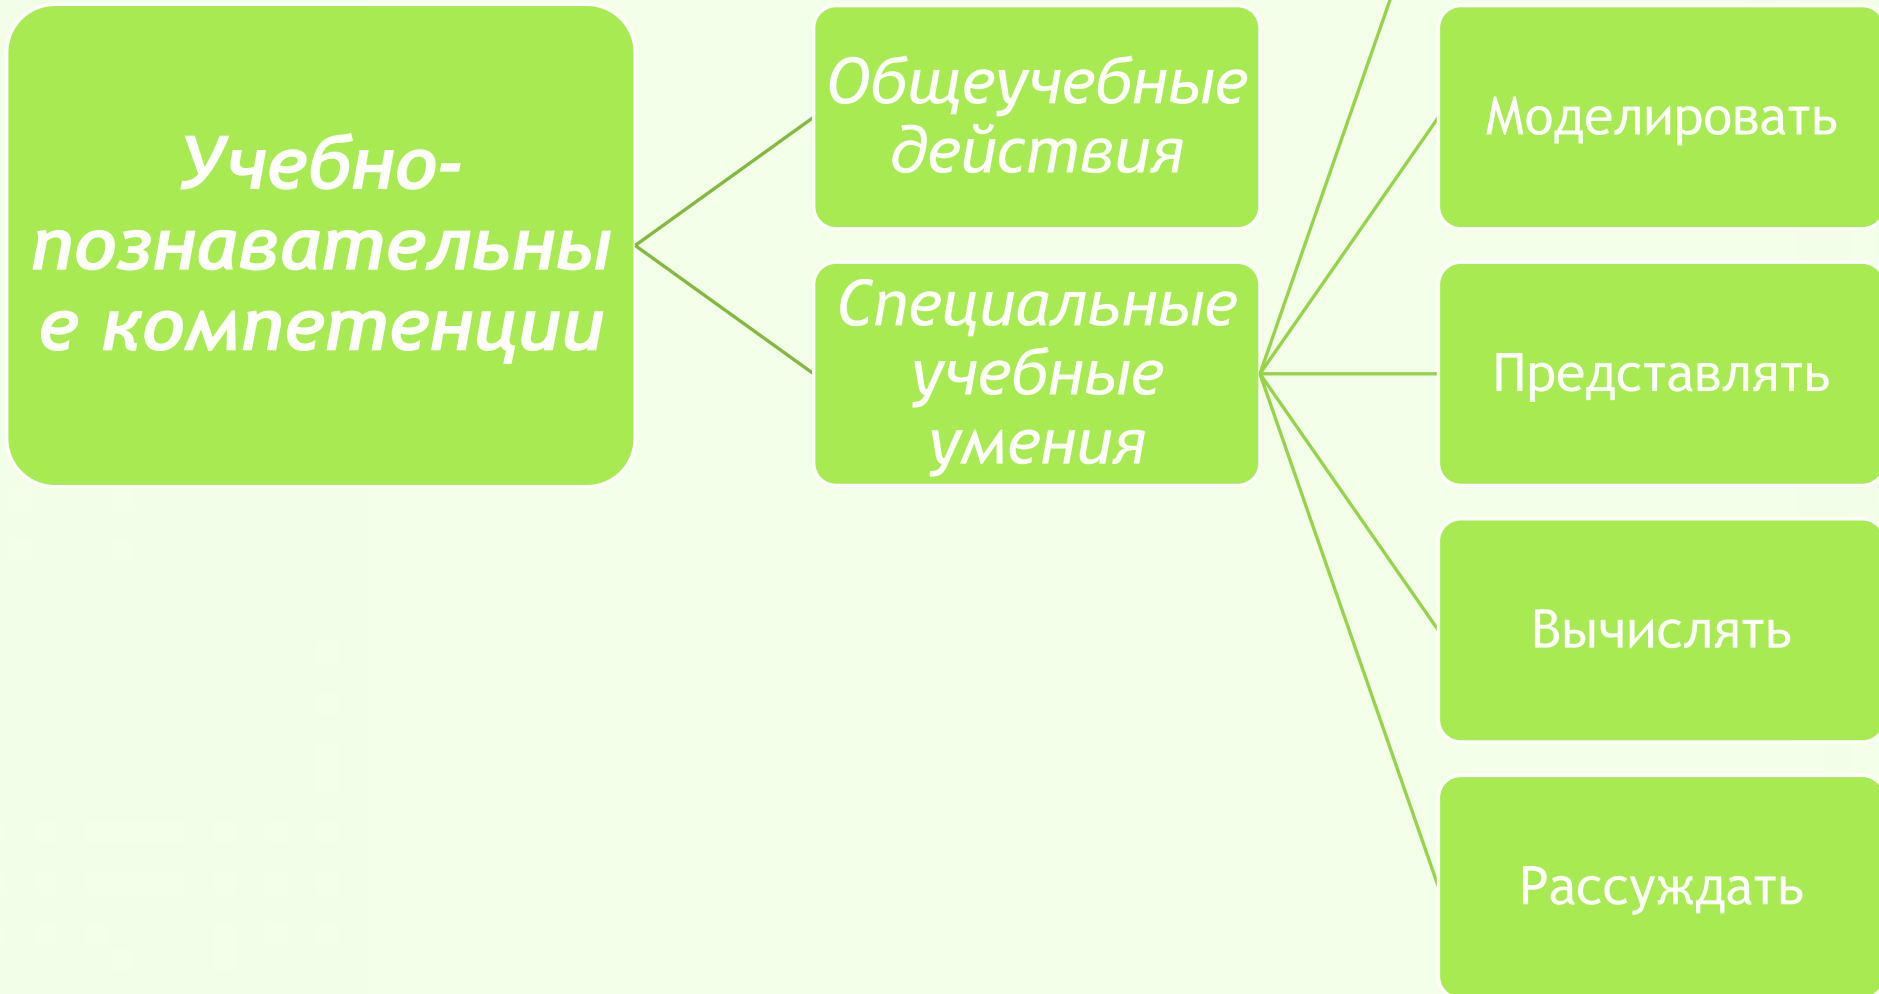 Учебно-
познавательны
е компетенции
Общеучебные
действия
Специальные
учебные
умения
Моделировать
Представлять
Вычислять
Рассуждать